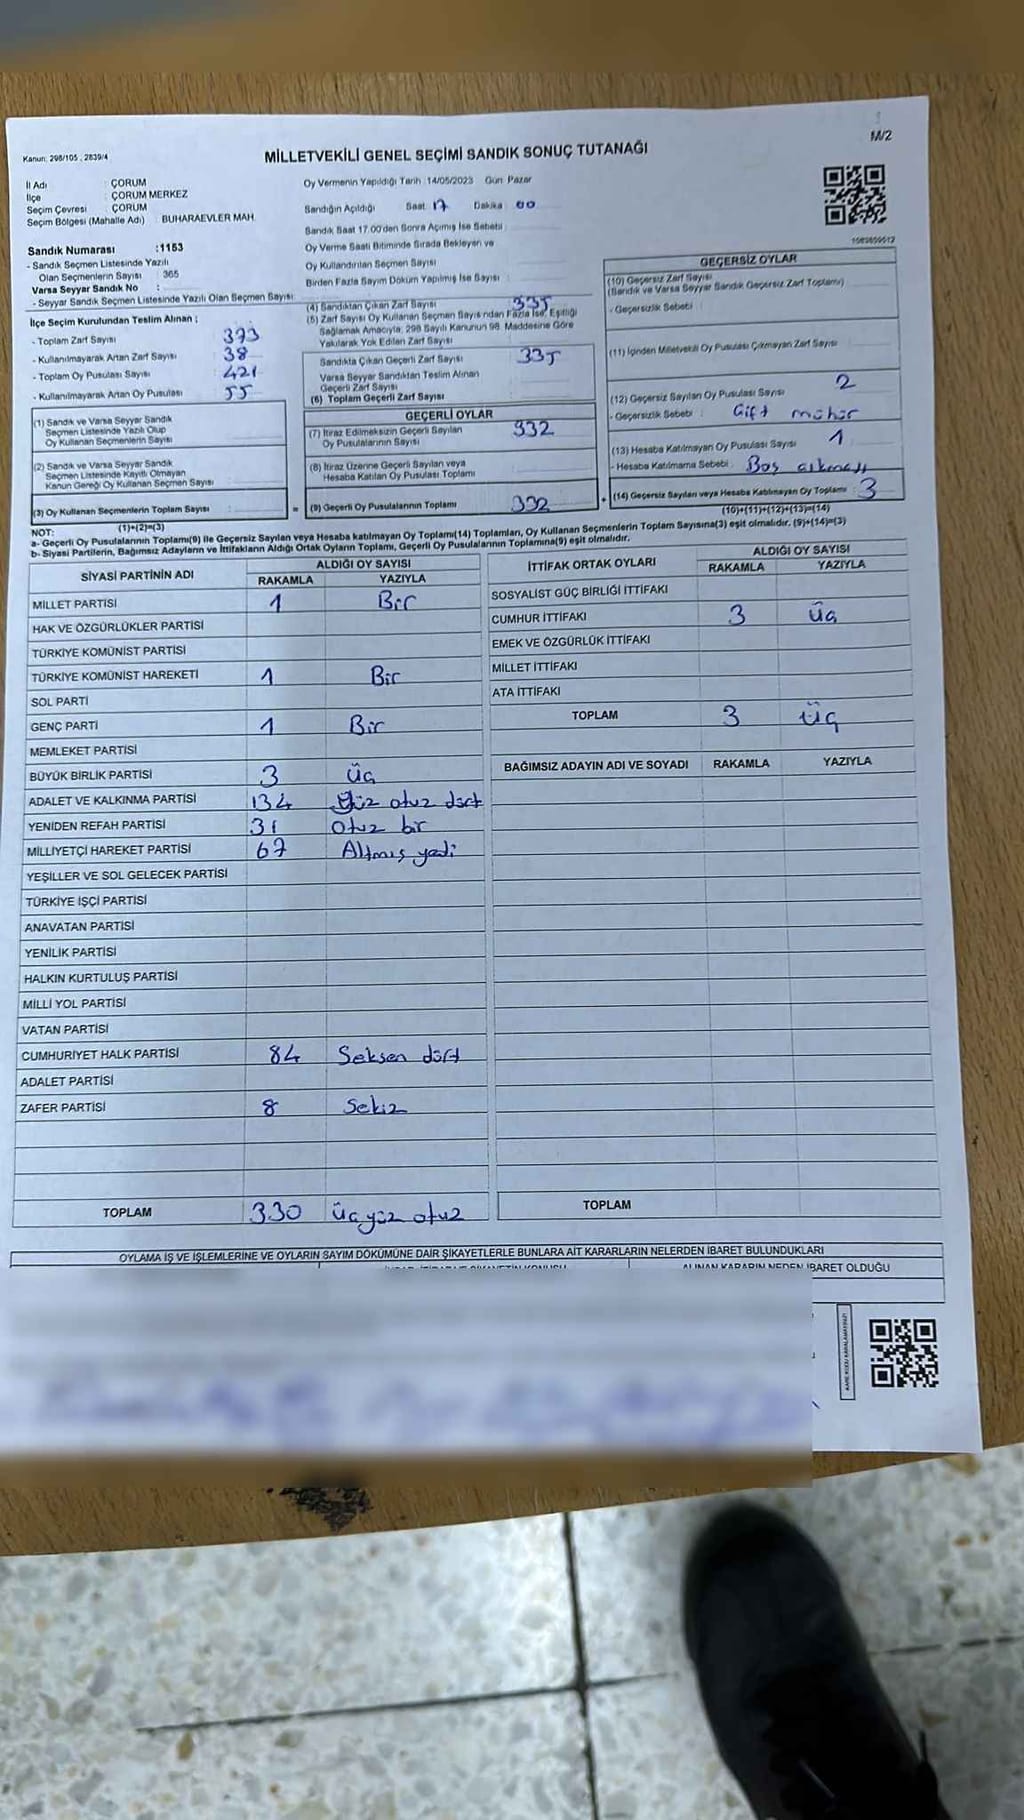 M/2
Kanun: 298/105 , 2839/4
MİLLETVEKİLİ GENEL SEÇİMİ SANDIK SONUÇ TUTANAĞI
İl Adı : ÇORUM
İlçe : ÇORUM MERKEZ
Seçim Çevresi : ÇORUM
Seçim Bölgesi (Mahalle Adı) : BUHARAEVLER MAH.
Sandık Numarası :1153
- Sandık Seçmen Listesinde Yazılı
Olan Seçmenlerin Sayısı : 365
Varsa Seyyar Sandık No :
- Seyyar Sandık Seçmen Listesinde Yazılı Olan Seçmen Sayısı:
İlçe Seçim Kurulundan Teslim Alınan :
- Toplam Zarf Sayısı : 373
- Kullanılmayarak Artan Zarf Sayısı : 38
- Toplam Oy Pusulası Sayısı : 421
- Kullanılmayarak Artan Oy Pusulası : 55
(1) Sandık ve Varsa Seyyar Sandık
Seçmen Listesinde Yazılı Olup
Oy Kullanan Seçmenlerin Sayısı :
(2) Sandık ve Varsa Seyyar Sandık
Seçmen Listesinde Kayıtlı Olmayan
Kanun Gereği Oy Kullanan Seçmen Sayısı :
(3) Oy Kullanan Seçmenlerin Toplam Sayısı :
(1)+(2)=(3)
Oy Vermenin Yapıldığı Tarih :14/05/2023 Gün: Pazar
Sandığın Açıldığı Saat: 17 Dakika : 00
Sandık Saat 17.00'den Sonra Açılmış İse Sebebi :
Oy Verme Saati Bitiminde Sırada Bekleyen ve
Oy Kullandırılan Seçmen Sayısı :
Birden Fazla Sayım Döküm Yapılmış İse Sayısı :
(4) Sandıktan Çıkan Zarf Sayısı : 335
(5) Zarf Sayısı Oy Kullanan Seçmen Sayısından Fazla İse, Eşitliği
Sağlamak Amacıyla, 298 Sayılı Kanunun 98. Maddesine Göre
Yakılarak Yok Edilen Zarf Sayısı :
Sandıkta Çıkan Geçerli Zarf Sayısı : 335
Varsa Seyyar Sandıktan Teslim Alınan
Geçerli Zarf Sayısı :
(6) Toplam Geçerli Zarf Sayısı :
GEÇERLİ OYLAR
(7) İtiraz Edilmeksizin Geçerli Sayılan
Oy Pusulalarının Sayısı : 332
(8) İtiraz Üzerine Geçerli Sayılan veya
Hesaba Katılan Oy Pusulası Toplamı :
= (9) Geçerli Oy Pusulalarının Toplamı : 332
GEÇERSİZ OYLAR
(10) Geçersiz Zarf Sayısı :
(Sandık ve Varsa Seyyar Sandık Geçersiz Zarf Toplamı)
- Geçersizlik Sebebi :
(11) İçinden Milletvekili Oy Pusulası Çıkmayan Zarf Sayısı :
(12) Geçersiz Sayılan Oy Pusulası Sayısı : 2
- Geçersizlik Sebebi : Çift mühür
(13) Hesaba Katılmayan Oy Pusulası Sayısı : 1
- Hesaba Katılmama Sebebi : Boş çıkması
+ (14) Geçersiz Sayılan veya Hesaba Katılmayan Oy Toplamı : 3
(10)+(11)+(12)+(13)=(14)
NOT:
a- Geçerli Oy Pusulalarının Toplamı(9) ile Geçersiz Sayılan veya Hesaba katılmayan Oy Toplamı(14) Toplamları, Oy Kullanan Seçmenlerin Toplam Sayısına(3) eşit olmalıdır. (9)+(14)=(3)
b- Siyasi Partilerin, Bağımsız Adayların ve İttifakların Aldığı Ortak Oyların Toplamı, Geçerli Oy Pusulalarının Toplamına(9) eşit olmalıdır.
SİYASİ PARTİNİN ADI ALDIĞI OY SAYISI
RAKAMLA YAZIYLA
MİLLET PARTİSİ 1 Bir
HAK VE ÖZGÜRLÜKLER PARTİSİ
TÜRKİYE KOMÜNİST PARTİSİ
TÜRKİYE KOMÜNİST HAREKETİ 1 Bir
SOL PARTİ
GENÇ PARTİ 1 Bir
MEMLEKET PARTİSİ
BÜYÜK BİRLİK PARTİSİ 3 Üç
ADALET VE KALKINMA PARTİSİ 134 Yüz otuz dört
YENİDEN REFAH PARTİSİ 31 Otuz bir
MİLLİYETÇİ HAREKET PARTİSİ 67 Altmış yedi
YEŞİLLER VE SOL GELECEK PARTİSİ
TÜRKİYE İŞÇİ PARTİSİ
ANAVATAN PARTİSİ
YENİLİK PARTİSİ
HALKIN KURTULUŞ PARTİSİ
MİLLİ YOL PARTİSİ
VATAN PARTİSİ
CUMHURİYET HALK PARTİSİ 84 Seksen dört
ADALET PARTİSİ
ZAFER PARTİSİ 8 Sekiz
TOPLAM 330 Üçyüz otuz
İTTİFAK ORTAK OYLARI ALDIĞI OY SAYISI
RAKAMLA YAZIYLA
SOSYALİST GÜÇ BİRLİĞİ İTTİFAKI
CUMHUR İTTİFAKI 3 Üç
EMEK VE ÖZGÜRLÜK İTTİFAKI
MİLLET İTTİFAKI
ATA İTTİFAKI
TOPLAM 3 Üç
BAĞIMSIZ ADAYIN ADI VE SOYADI RAKAMLA YAZIYLA
TOPLAM
OYLAMA İŞ VE İŞLEMLERİNE VE OYLARIN SAYIM DÖKÜMÜNE DAİR ŞİKAYETLERLE BUNLARA AİT KARARLARIN NELERDEN İBARET BULUNDUKLARI
ALINAN KARARIN NEDEN İBARET OLDUĞU